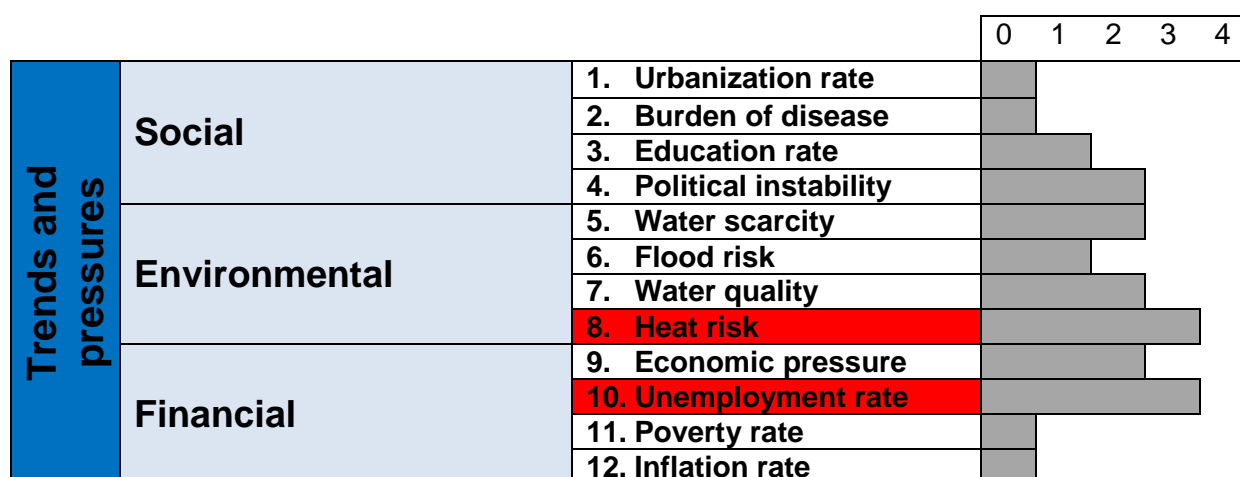 0 1 2 3 4
Trends and
pressures
Social
1. Urbanization rate
2. Burden of disease
3. Education rate
4. Political instability
Environmental
5. Water scarcity
6. Flood risk
7. Water quality
8. Heat risk
Financial
9. Economic pressure
10. Unemployment rate
11. Poverty rate
12. Inflation rate